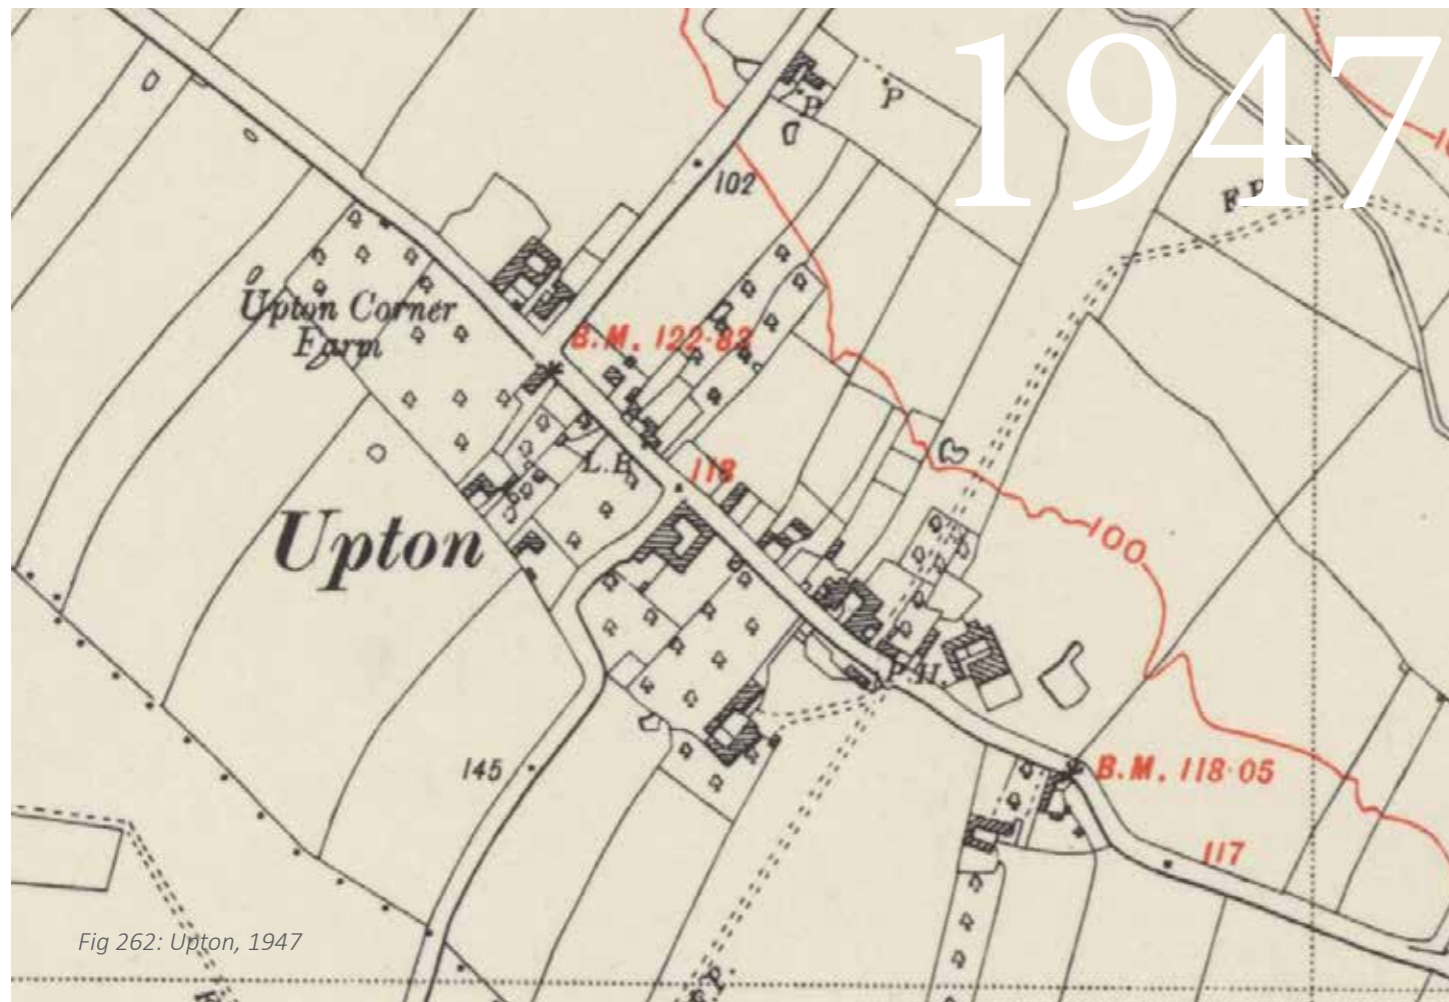 1947
P
P
102
F.P.
Upton Corner
Farm
B.M. 122·82
L.B.
118
Upton
100
P.H.
145
B.M. 118·05
117
Fig 262: Upton, 1947